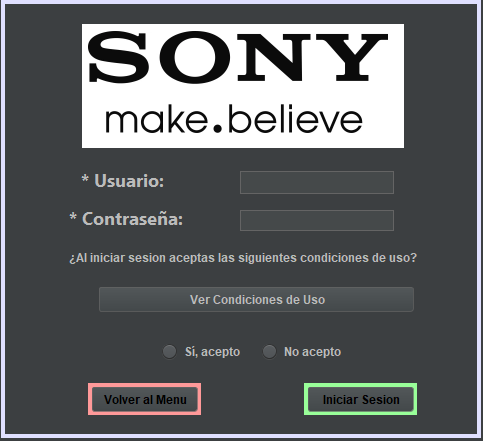 SONY
make.believe
* Usuario:
* Contraseña:
¿Al iniciar sesion aceptas las siguientes condiciones de uso?
Ver Condiciones de Uso
Sì, acepto No acepto
Volver al Menu Iniciar Sesion